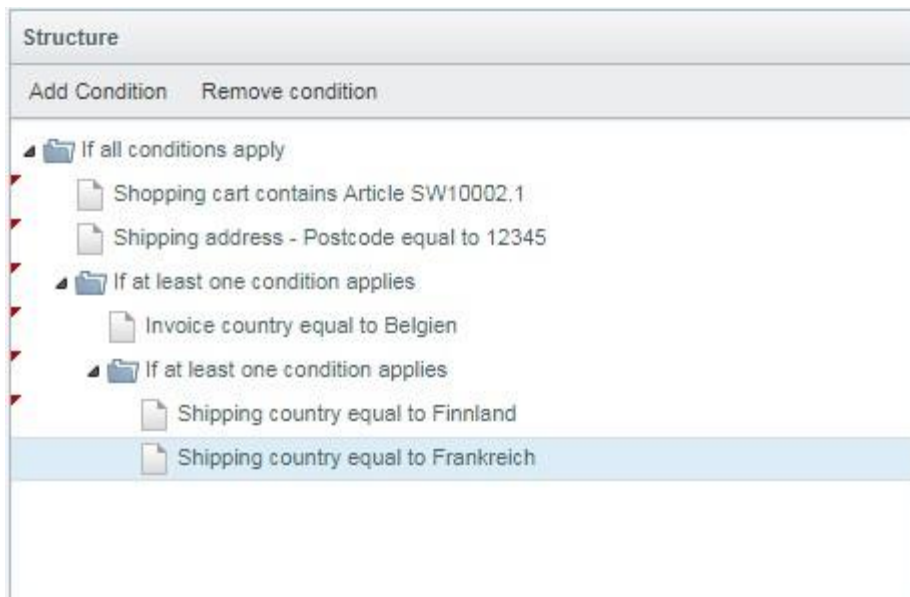 Structure
Add Condition Remove condition
If all conditions apply
Shopping cart contains Article SW10002.1
Shipping address - Postcode equal to 12345
If at least one condition applies
Invoice country equal to Belgien
If at least one condition applies
Shipping country equal to Finnland
Shipping country equal to Frankreich